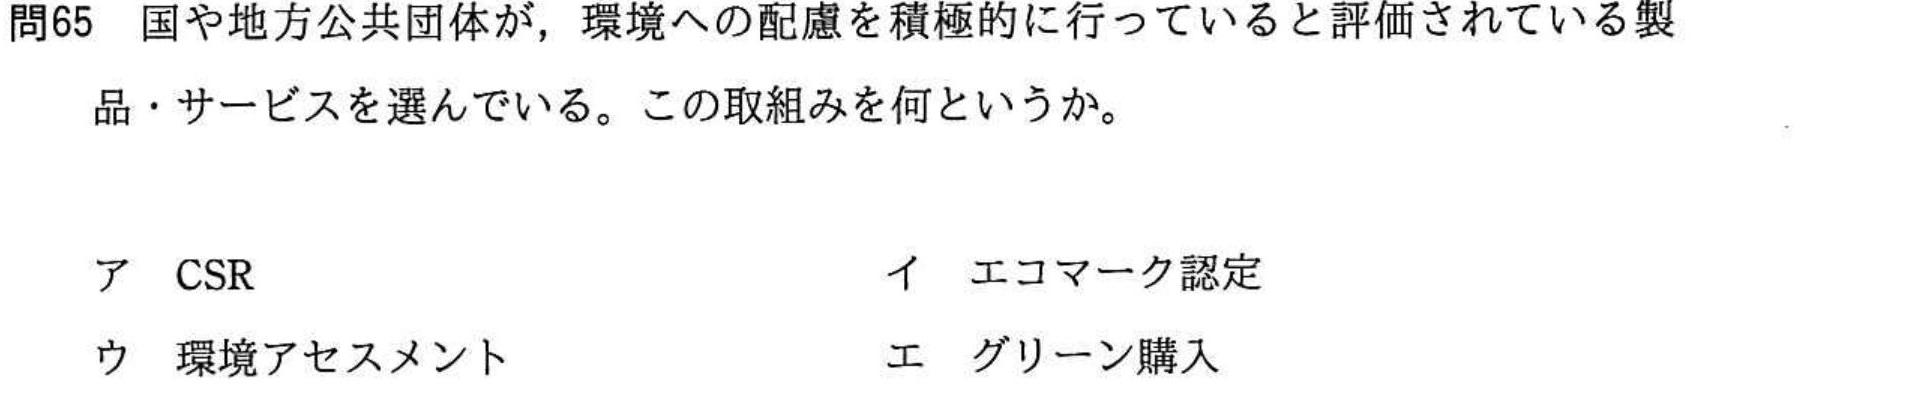 問65 国や地方公共団体が，環境への配慮を積極的に行っていると評価されている製
品・サービスを選んでいる。この取組みを何というか。
ア CSR イ エコマーク認定
ウ 環境アセスメント エ グリーン購入